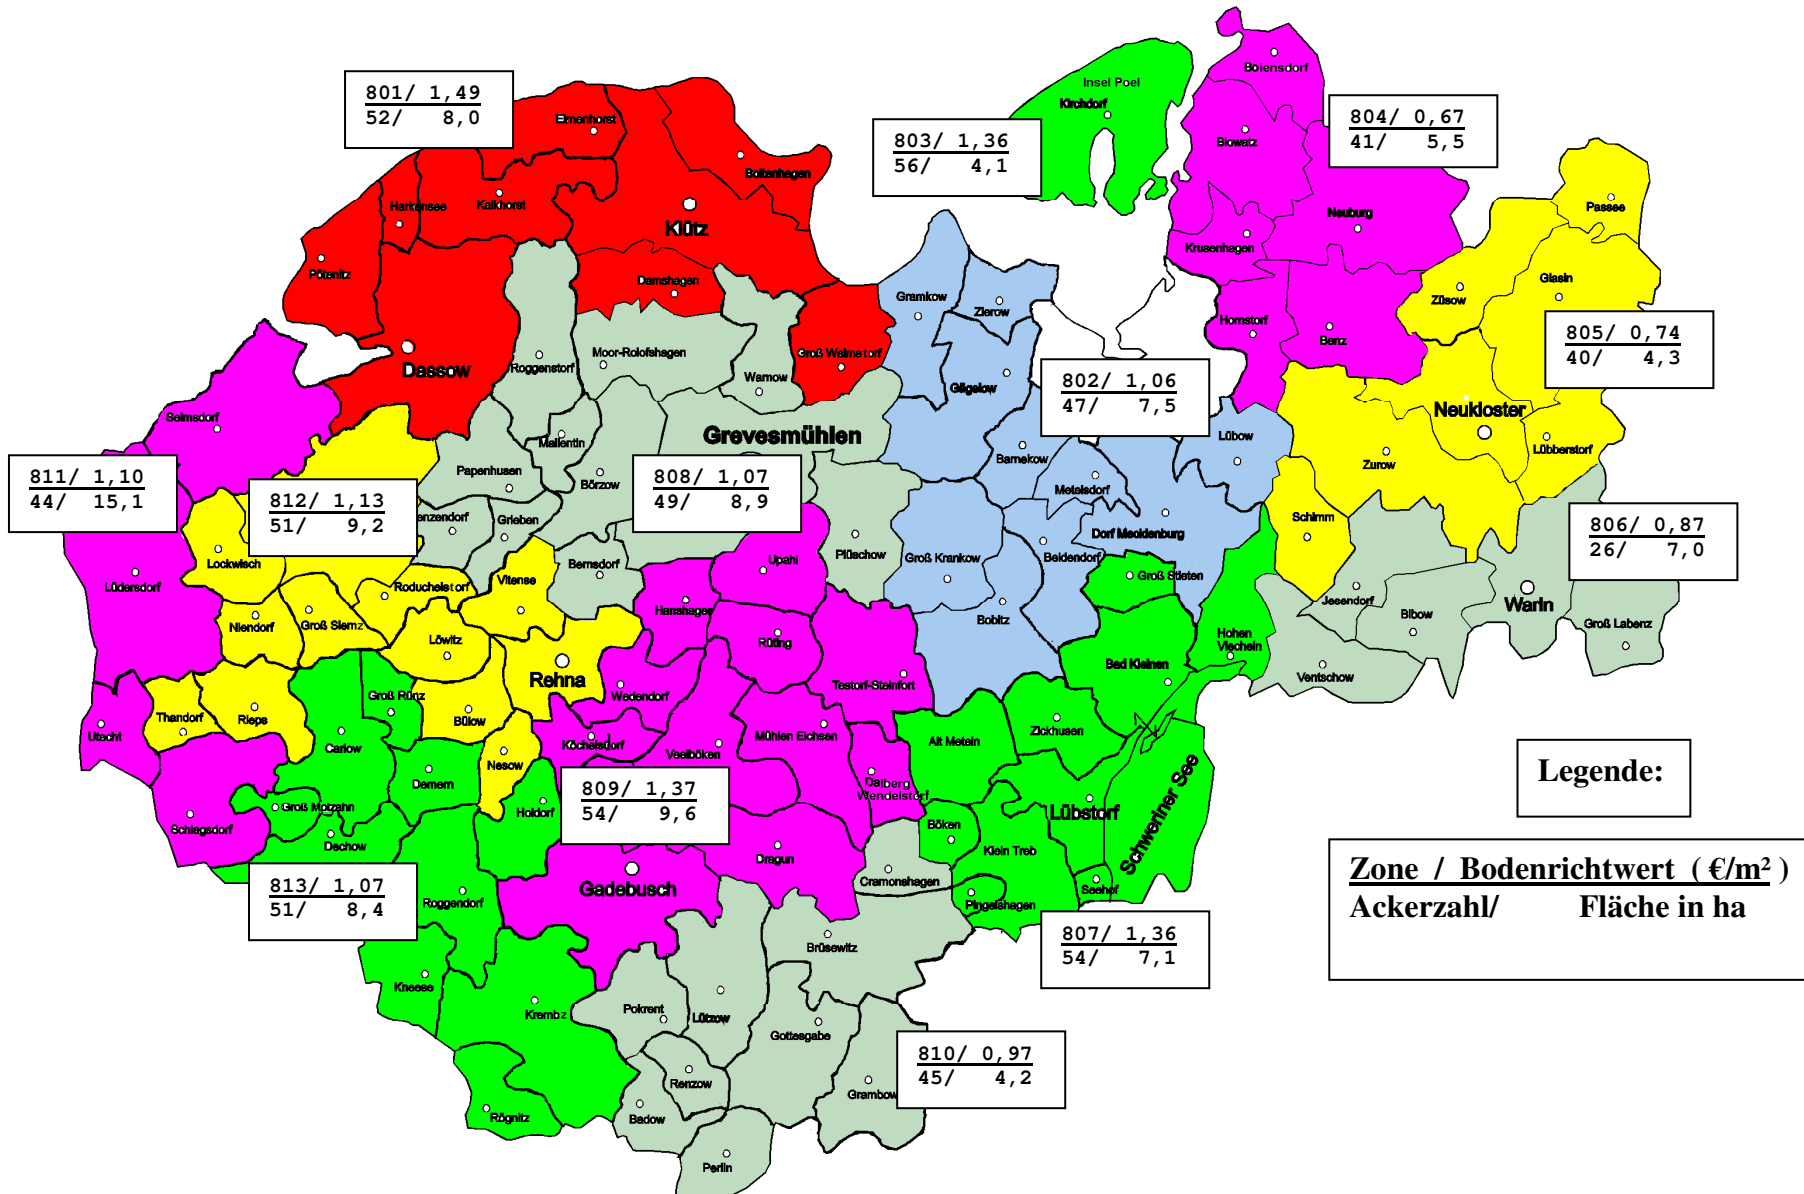 Boiensdorf
Insel Poel
Kirchdorf
801/ 1,49
52/ 8,0
Elmenhorst
804/ 0,67
41/ 5,5
803/ 1,36
56/ 4,1
Blowatz
Boltenhagen
Harkensee
Kalkhorst
Klütz
Neuburg
Passee
Krusenhagen
Pötenitz
Damshagen
Gramkow
Zierow
Zűsow
Glasin
Hornstorf
Benz
Dassow
Roggenstorf
Moor-Rolofshagen
Warnow
Groß Walmstorf
Gägelow
802/ 1,06
47/ 7,5
805/ 0,74
40/ 4,3
Selmsdorf
Mallentin
Grevesmühlen
Barnekow
Lübow
Neukloster
Lübberstorf
Zurow
811/ 1,10
44/ 15,1
812/ 1,13
51/ 9,2
Papenhusen
Börzow
808/ 1,07
49/ 8,9
Metelsdorf
Schimm
806/ 0,87
26/ 7,0
enzendorf
Grieben
Plüschow
Groß Krankow
Beidendorf
Dorf Mecklenburg
Lockwisch
Lüdersdorf
Roduchelstorf
Vitense
Bernsdorf
Upahl
Groß Stieten
Hanshagen
Jesendorf
Bibow
Warin
Groß Labenz
Niendorf
Groß Siemz
Löwitz
Rüting
Bobitz
Hohen
Viecheln
Bad Kleinen
Ventschow
Rehna
Wedendorf
Testorf-Steinfort
Groß Rünz
Thandorf
Rieps
Bülow
Utecht
Carlow
Nesow
Köchelsdorf
Veelböken
Mühlen Eichsen
Alt Meteln
Zickhusen
Demern
Dalberg
Wendelstorf
Schweriner See
Legende:
809/ 1,37
54/ 9,6
Groß Molzahn
Holdorf
Schlagsdorf
Dechow
Lübstorf
Böken
Klein Treb
Dragun
Cramonshagen
Gadebusch
Seehof
Pingelshagen
813/ 1,07
51/ 8,4
Roggendorf
Zone / Bodenrichtwert ( €/m² )
Ackerzahl/ Fläche in ha
807/ 1,36
54/ 7,1
Brüsewitz
Kneese
Krembz
Pokrent
Lützow
Gottesgabe
810/ 0,97
45/ 4,2
Renzow
Grambow
Rögnitz
Badow
Perlin